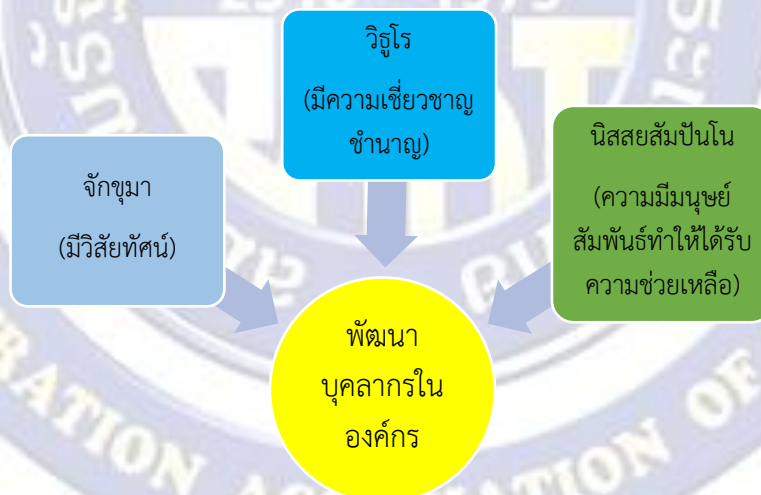 วิธูโร
(มีความเชี่ยวชาญ
ชำนาญ)
จักขุมา
(มีวิสัยทัศน์)
นิสสยสัมปันโน
(ความมีมนุษย์
สัมพันธ์ทำให้ได้รับ
ความช่วยเหลือ)
พัฒนา
บุคลากรใน
องค์กร